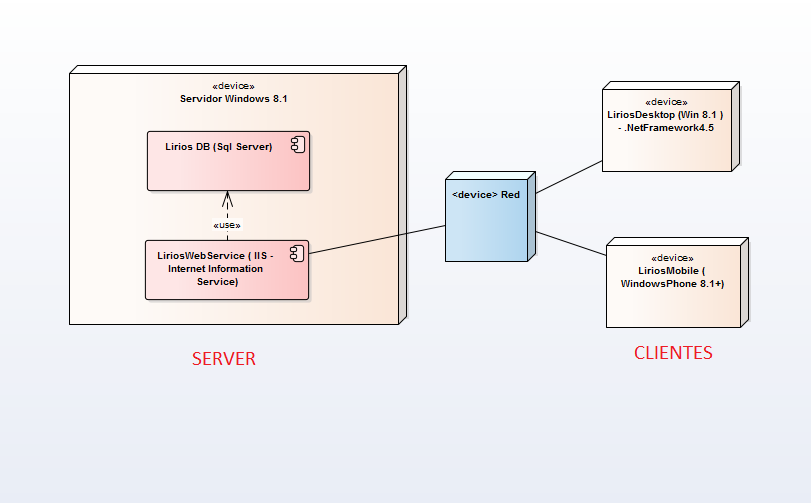 «device»
Servidor Windows 8.1
Lirios DB (Sql Server)
«use»
LiriosWebService ( IIS -
Internet Information
Service)
SERVER
<device> Red
«device»
LiriosDesktop (Win 8.1 )
- .NetFramework4.5
«device»
LiriosMobile (
WindowsPhone 8.1+)
CLIENTES